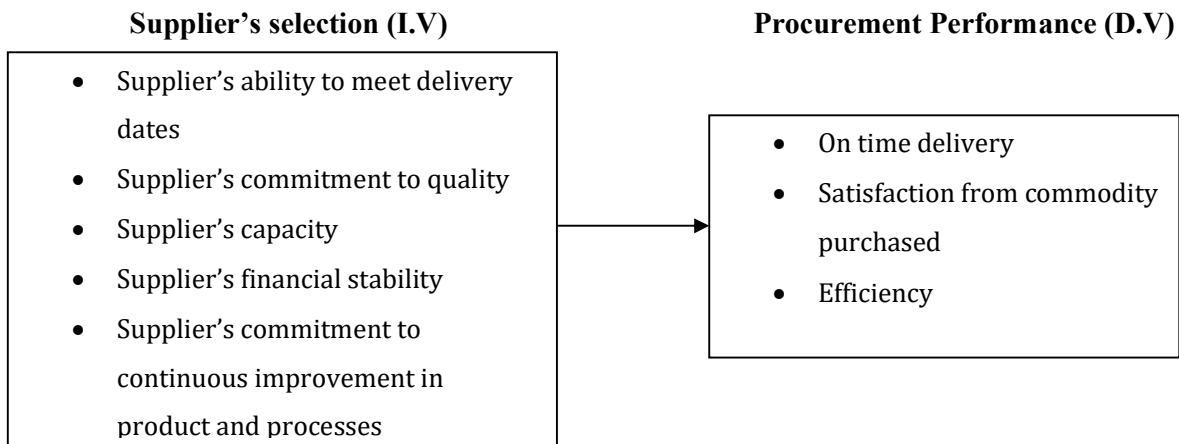 Supplier’s selection (I.V)
Procurement Performance (D.V)
• Supplier’s ability to meet delivery
dates
• Supplier’s commitment to quality
• Supplier’s capacity
• Supplier’s financial stability
• Supplier’s commitment to
continuous improvement in
product and processes
• On time delivery
• Satisfaction from commodity
purchased
• Efficiency